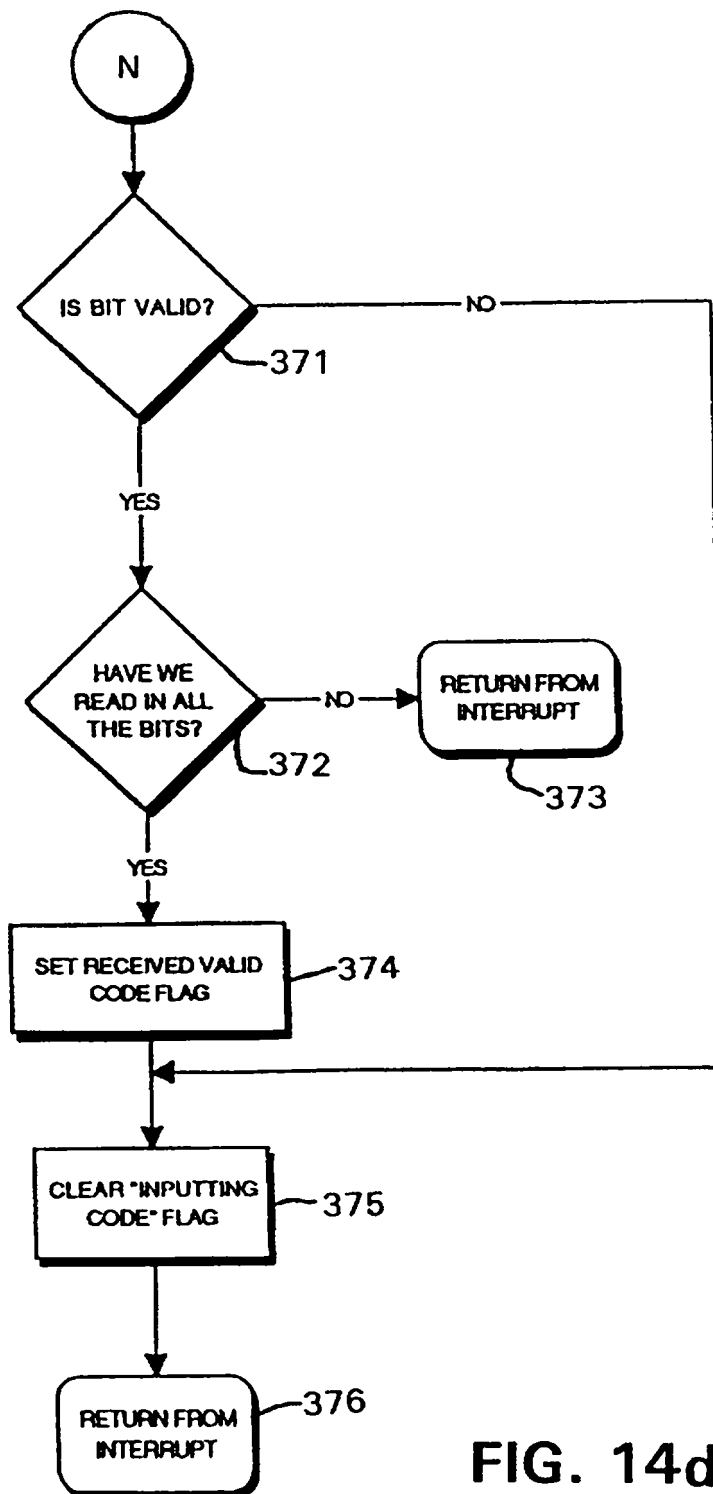 N
IS BIT VALID?
NO
371
YES
HAVE WE
READ IN ALL
THE BITS?
NO
RETURN FROM
INTERRUPT
372
373
YES
SET RECEIVED VALID
CODE FLAG
374
CLEAR "INPUTTING
CODE" FLAG
375
RETURN FROM
INTERRUPT
376
FIG. 14d